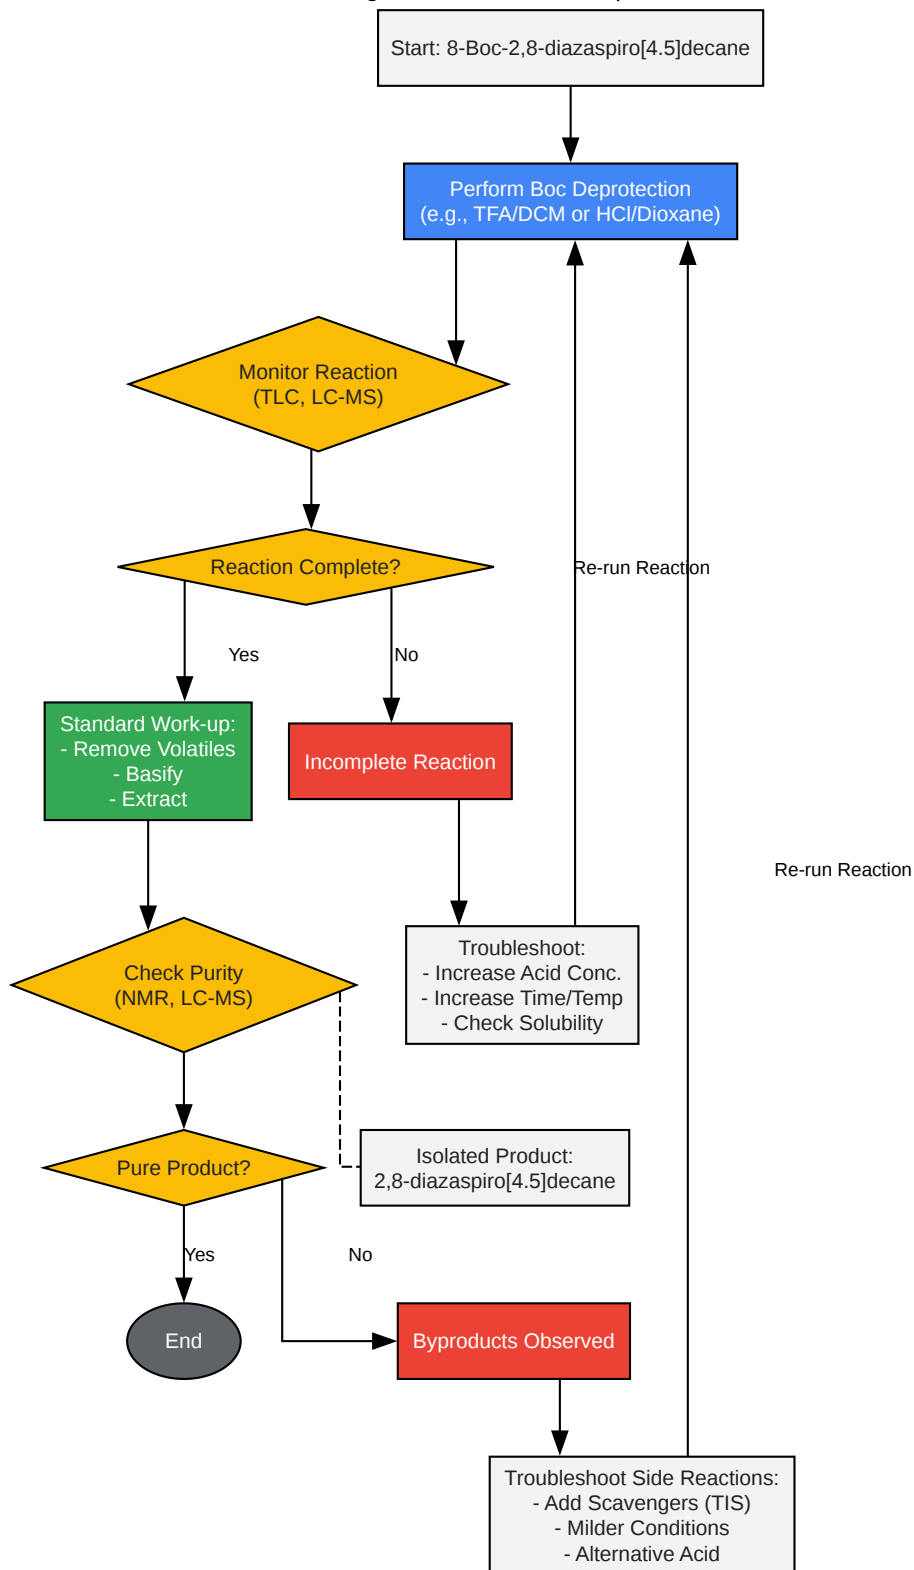 Start: 8-Boc-2,8-diazaspiro[4.5]decane
Perform Boc Deprotection
(e.g., TFA/DCM or HCl/Dioxane)
Monitor Reaction
(TLC, LC-MS)
Reaction Complete?
Re-run Reaction
Yes
No
Standard Work-up:
- Remove Volatiles
- Basify
- Extract
Incomplete Reaction
Re-run Reaction
Troubleshoot:
- Increase Acid Conc.
- Increase Time/Temp
- Check Solubility
Check Purity
(NMR, LC-MS)
Pure Product?
Isolated Product:
2,8-diazaspiro[4.5]decane
Yes
No
End
Byproducts Observed
Troubleshoot Side Reactions:
- Add Scavengers (TIS)
- Milder Conditions
- Alternative Acid